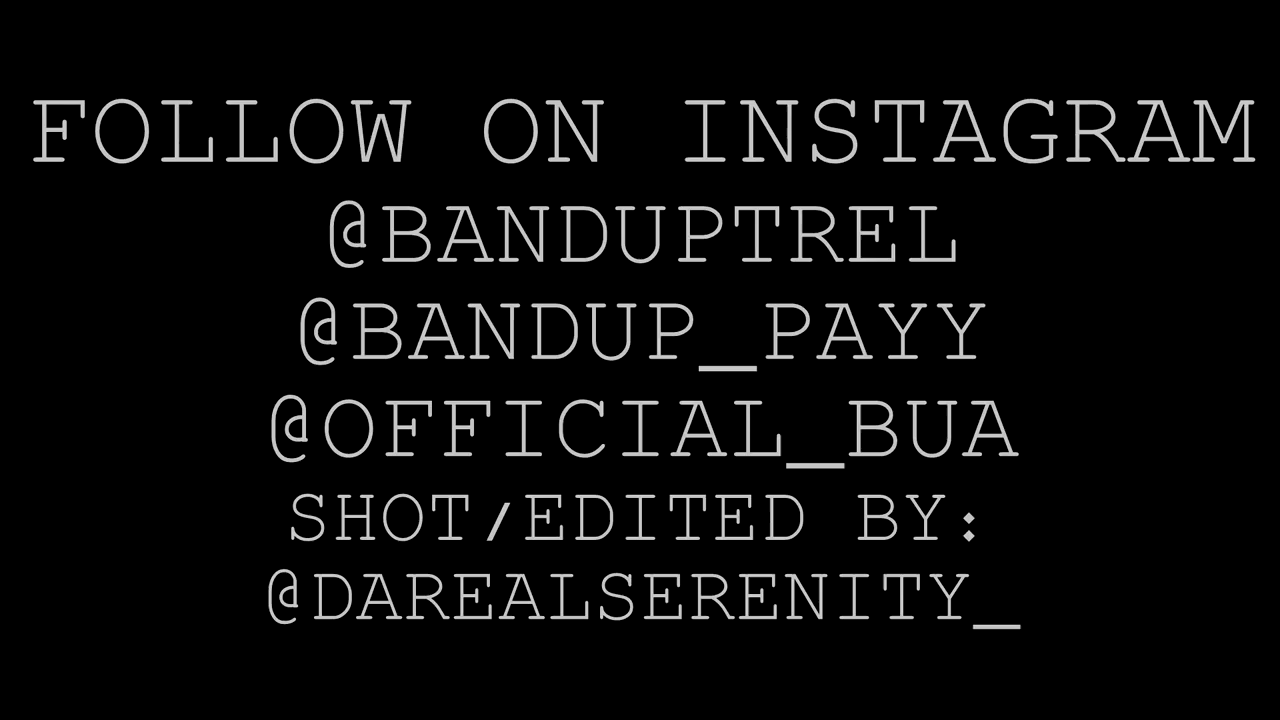 FOLLOW ON INSTAGRAM
@BANDUPTREL
@BANDUP_PAYY
@OFFICIAL_BUA
SHOT/EDITED BY:
@DAREALSERENITY_